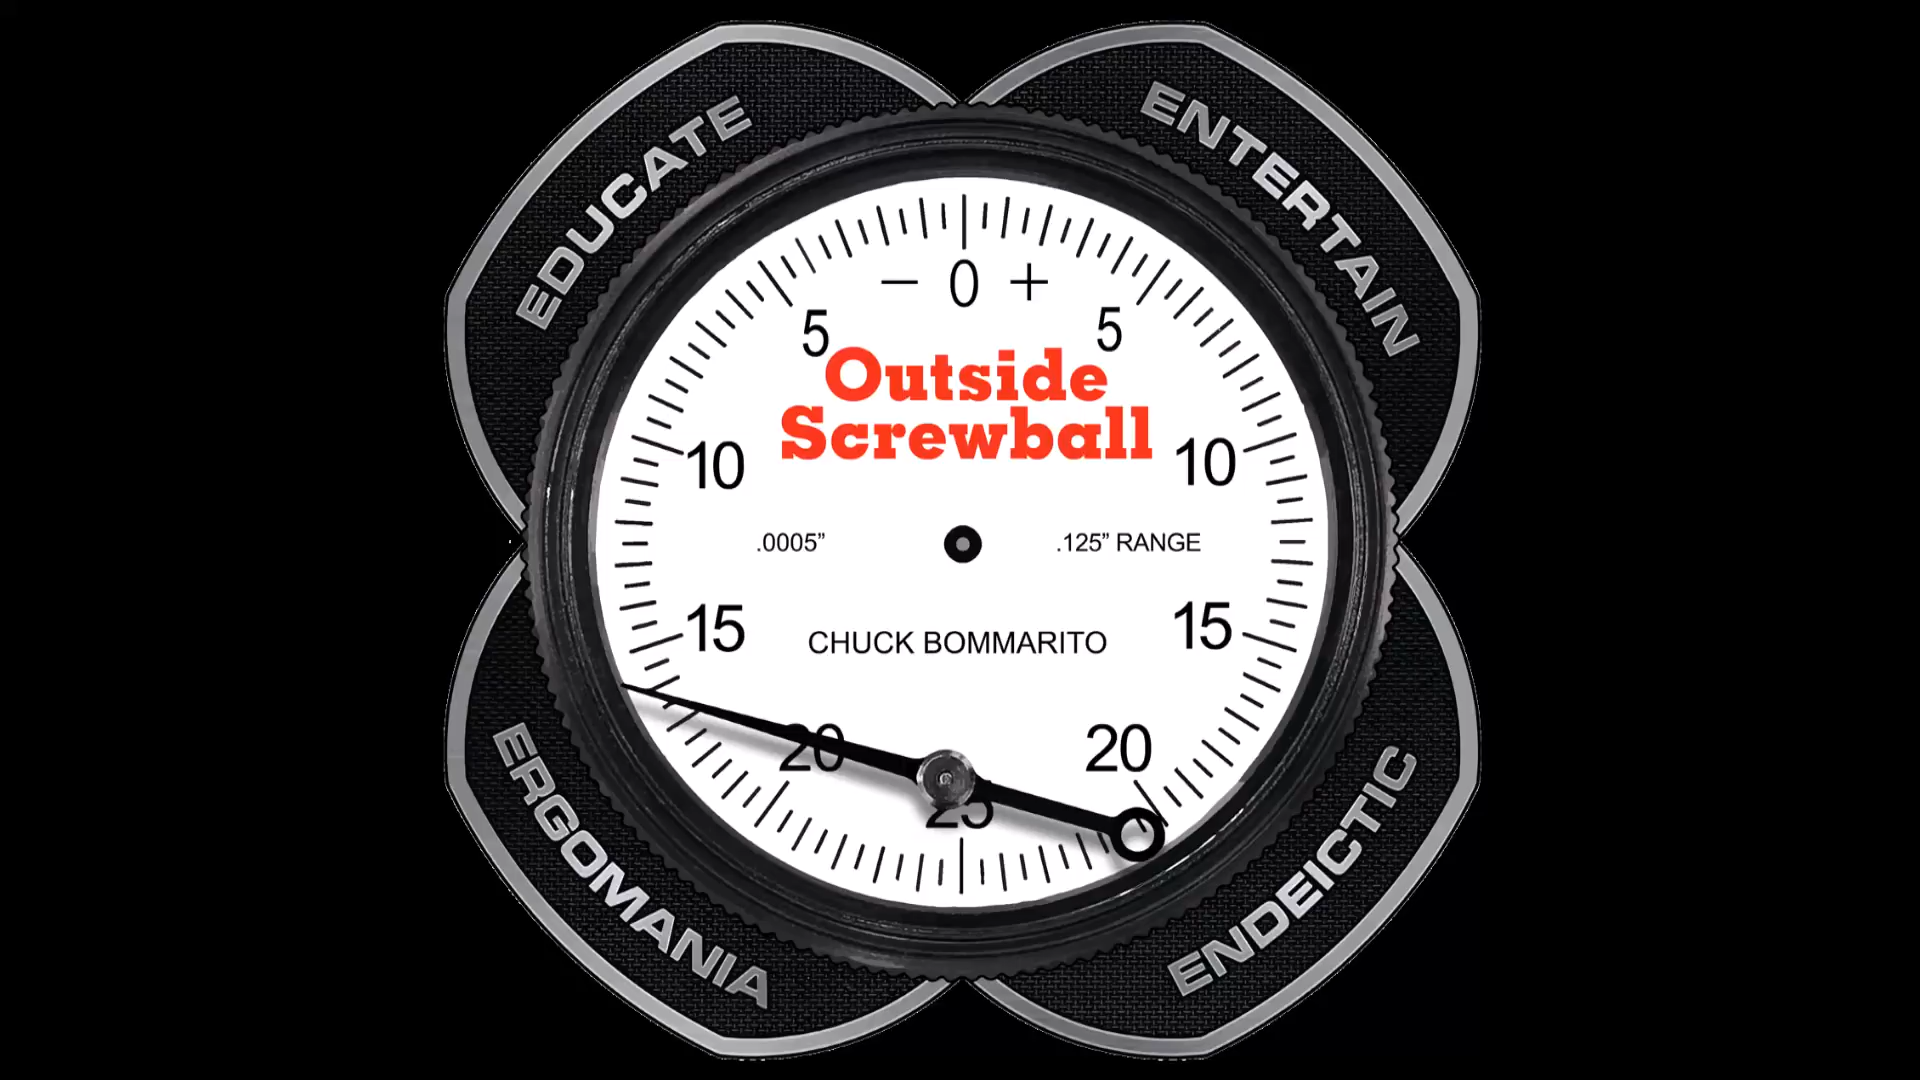 EDUCATE
ENTERTAIN
− 0 +
5 5
Outside
Screwball
10 10
.0005” .125” RANGE
15 15
CHUCK BOMMARITO
20 20
25
ERGOMANIA
ENDEICTIC